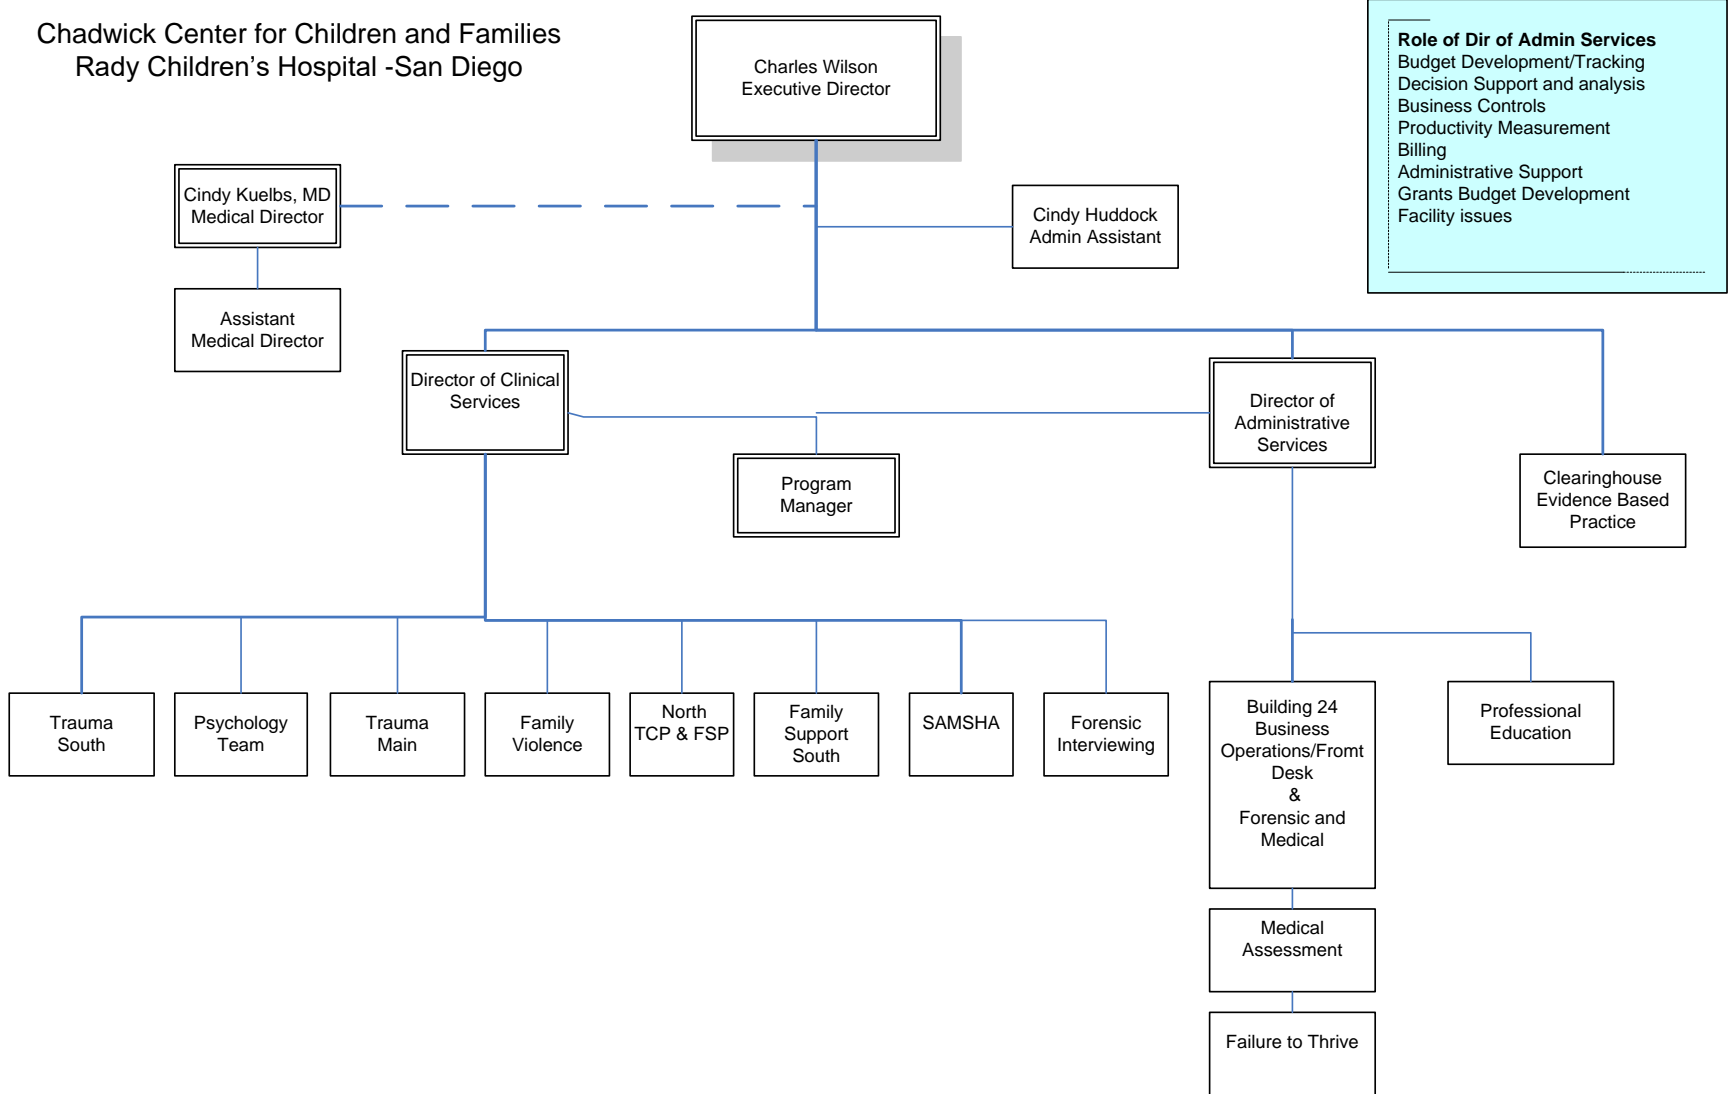 Chadwick Center for Children and Families
Rady Children's Hospital -San Diego
Charles Wilson
Executive Director
Role of Dir of Admin Services
Budget Development/Tracking
Decision Support and analysis
Business Controls
Productivity Measurement
Billing
Administrative Support
Grants Budget Development
Facility issues
Cindy Kuelbs, MD
Medical Director
Cindy Huddock
Admin Assistant
Assistant
Medical Director
Director of Clinical
Services
Director of
Administrative
Services
Program
Manager
Clearinghouse
Evidence Based
Practice
Trauma
South
Psychology
Team
Trauma
Main
Family
Violence
North
TCP & FSP
Family
Support
South
SAMSHA
Forensic
Interviewing
Building 24
Business
Operations/Fromt
Desk
&
Forensic and
Medical
Professional
Education
Medical
Assessment
Failure to Thrive